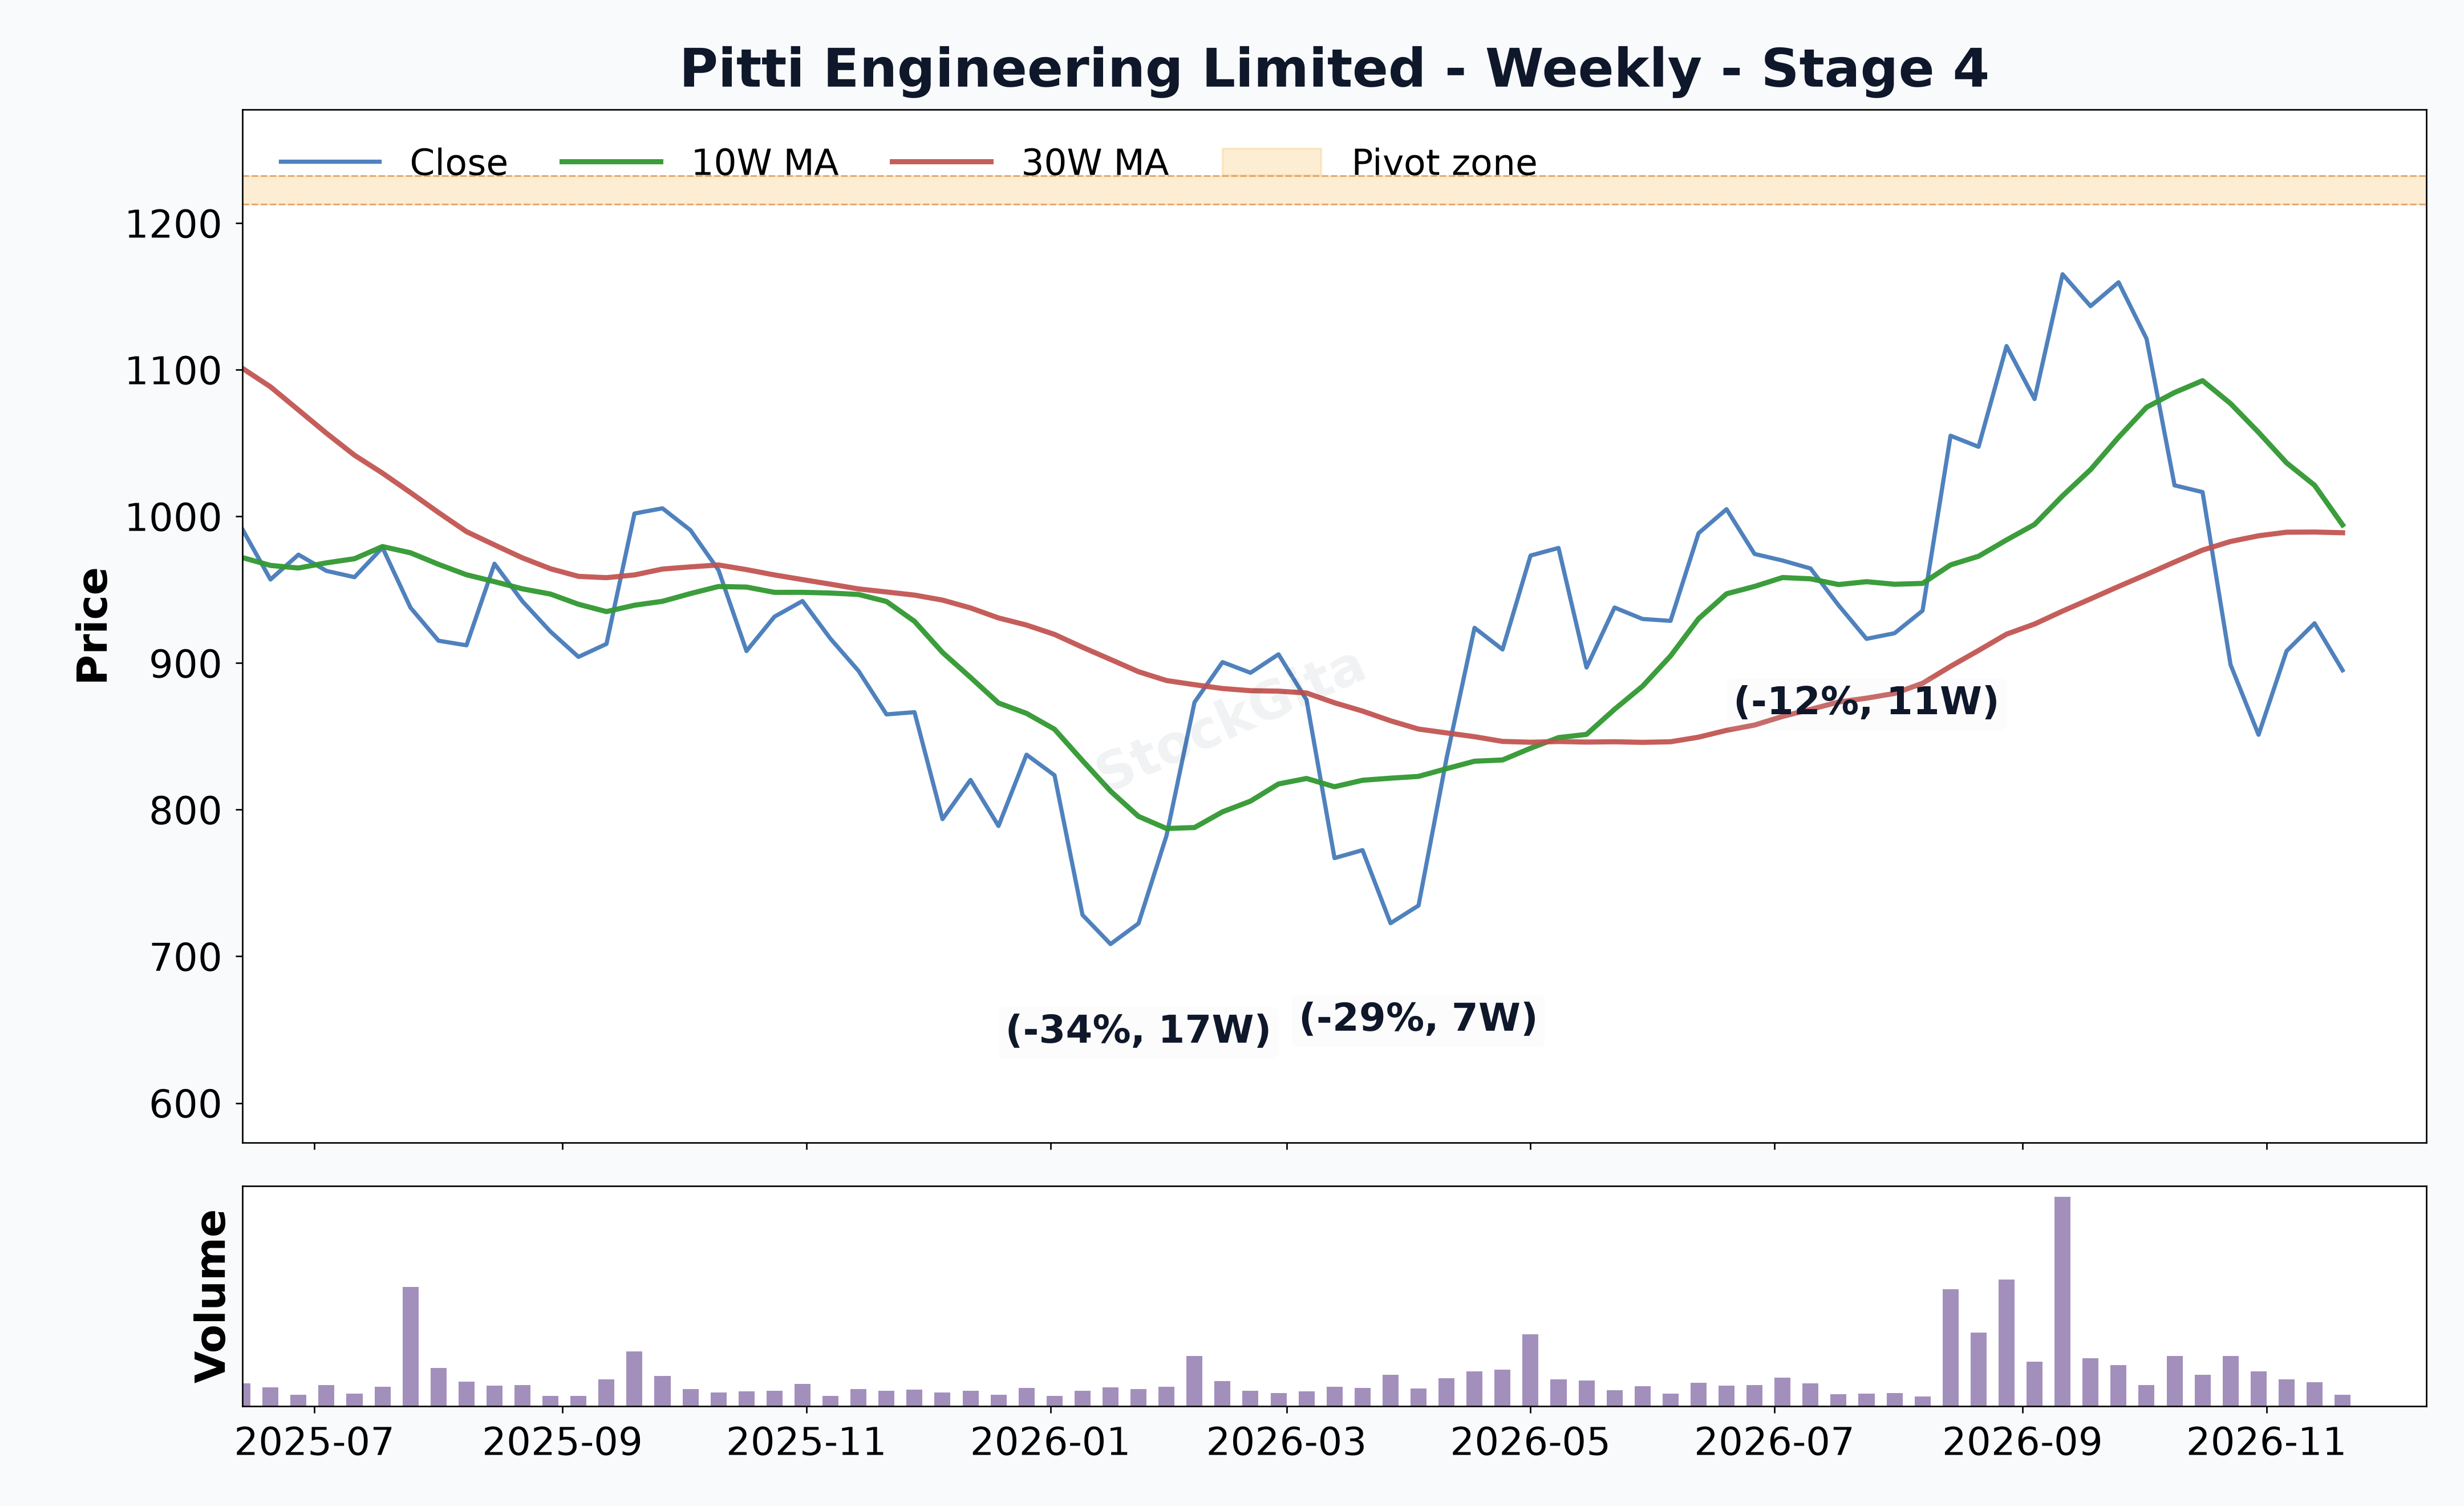 Pitti Engineering Limited - Weekly - Stage 4
Close 10W MA 30W MA Pivot zone
1200
1100
1000
900
800
700
600
Price
StockGita
(-12%, 11W)
(-34%, 17W)
(-29%, 7W)
Volume
2025-07 2025-09 2025-11 2026-01 2026-03 2026-05 2026-07 2026-09 2026-11